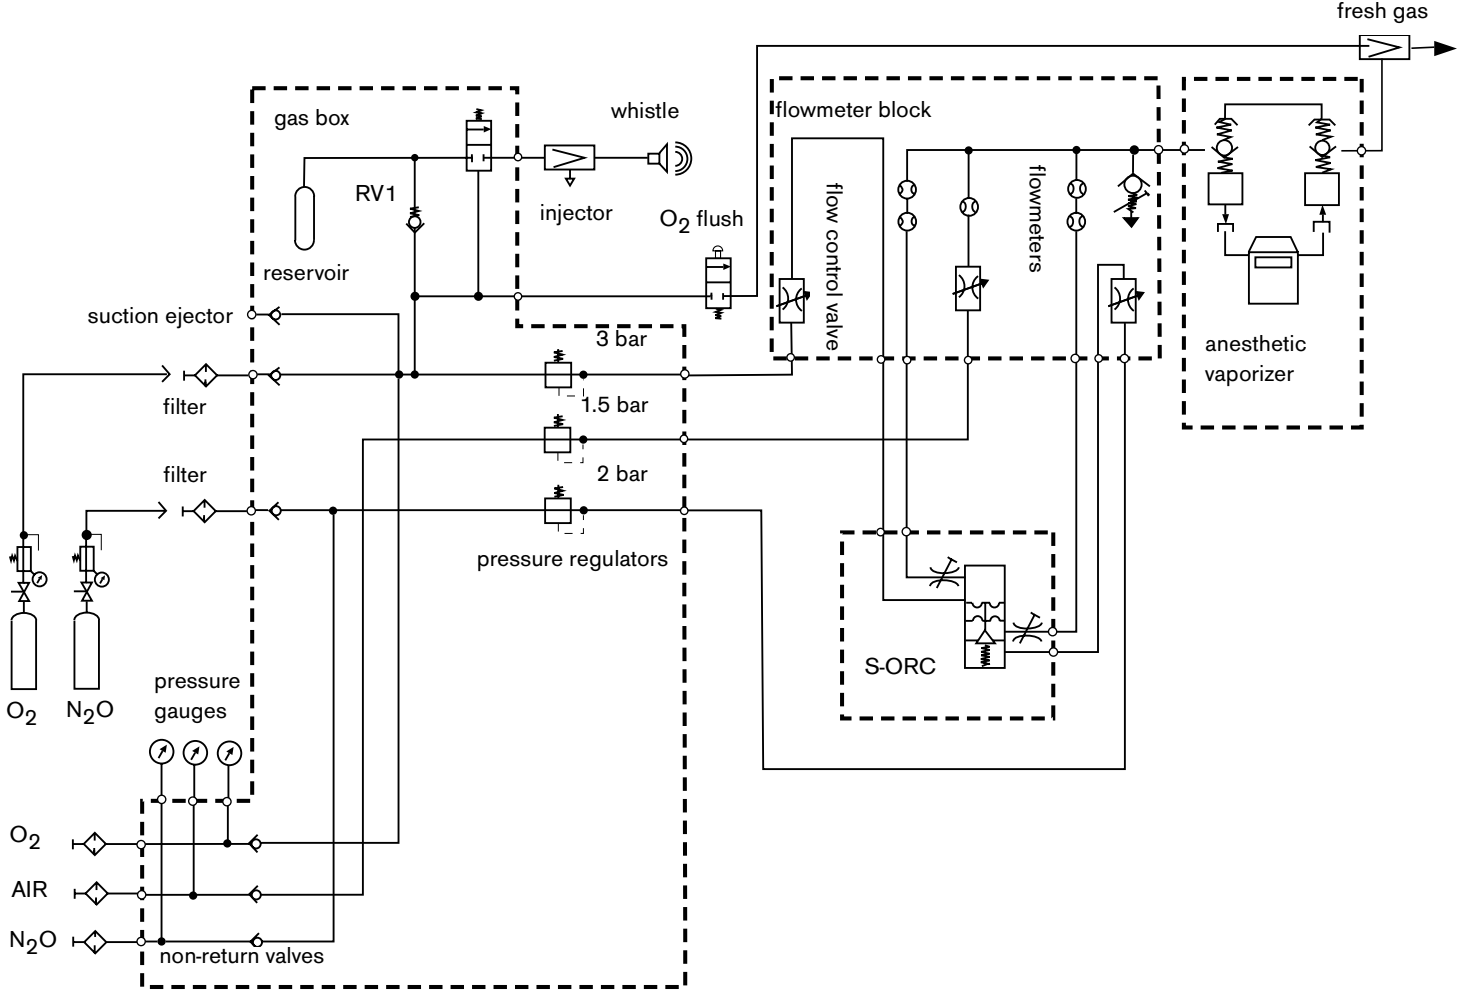 fresh gas
gas box
whistle
flowmeter block
RV1
injector
O2 flush
flow control valve
flowmeters
reservoir
suction ejector
3 bar
anesthetic
vaporizer
filter
1.5 bar
filter
2 bar
pressure regulators
S-ORC
pressure
gauges
O2
N2O
O2
AIR
N2O
non-return valves